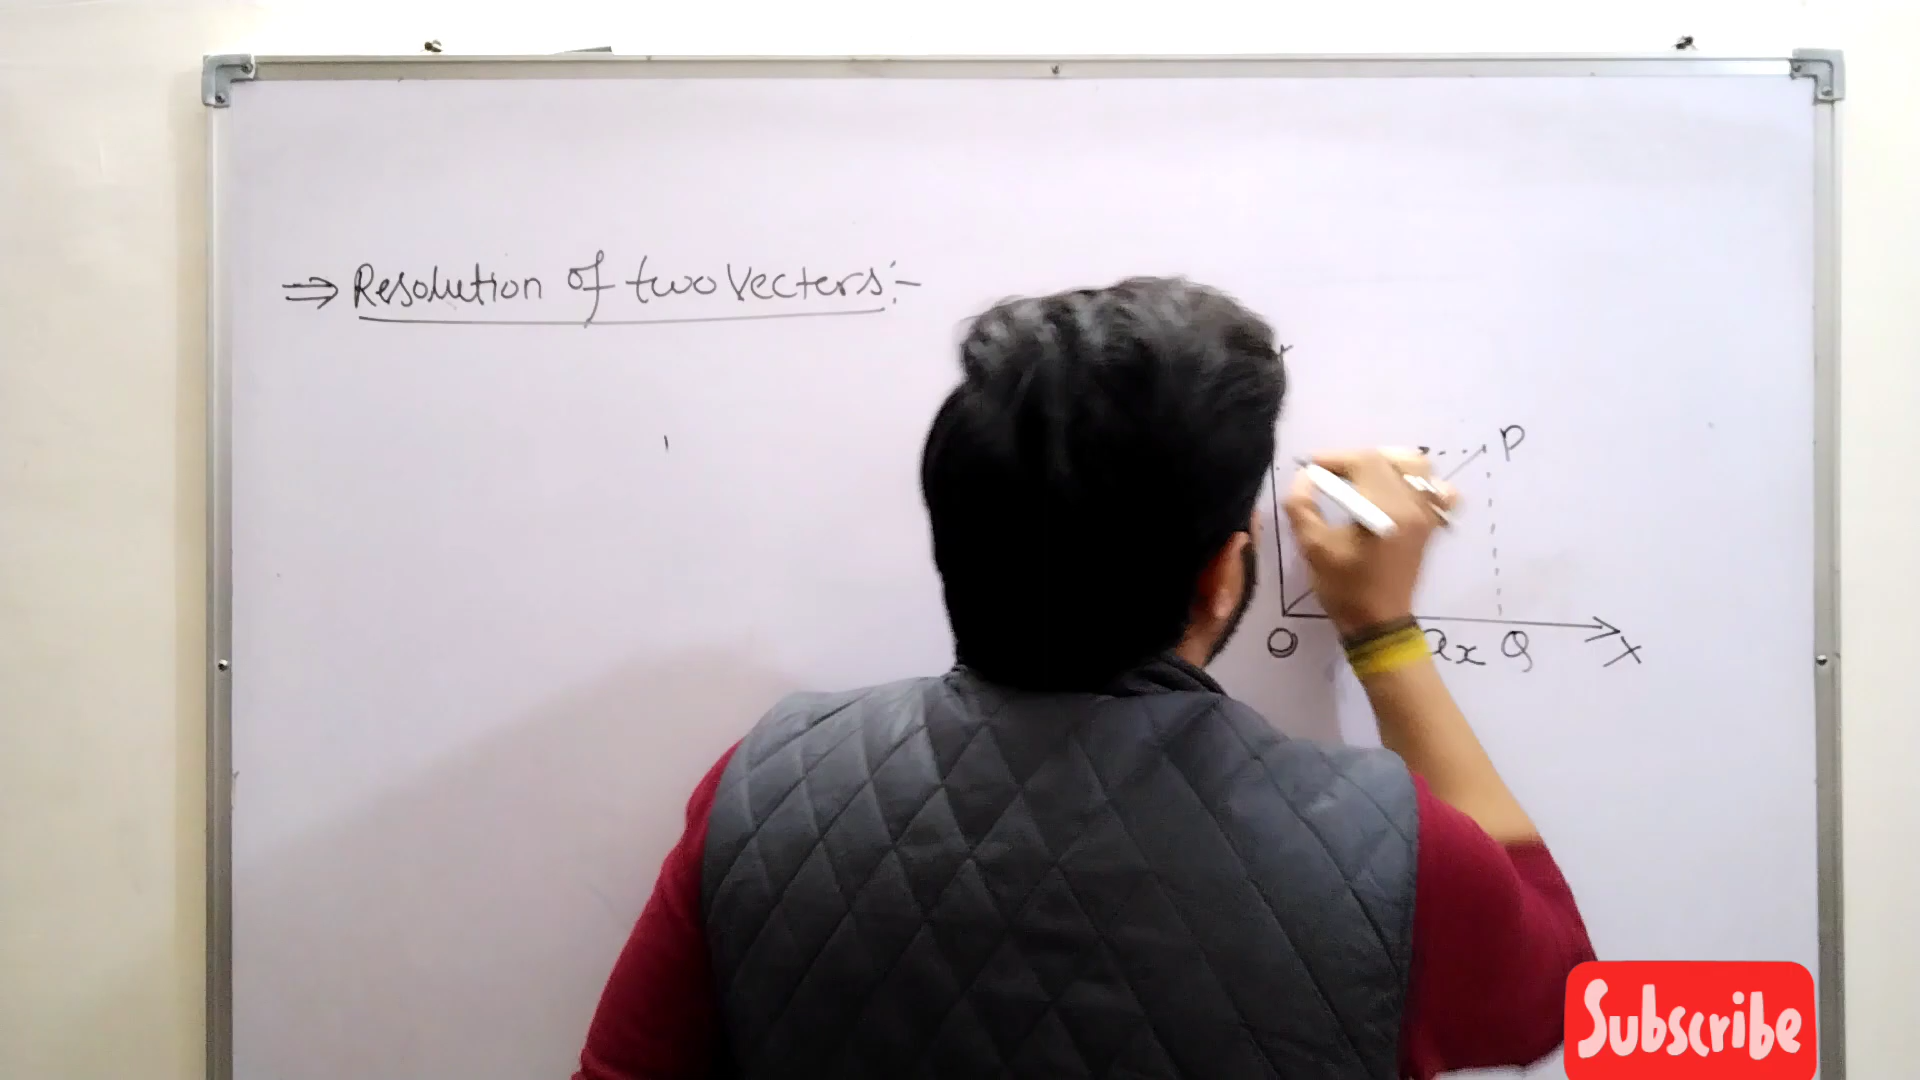 ⇒ Resolution of two Vecters:-
P
O
ax Q
X
Subscribe